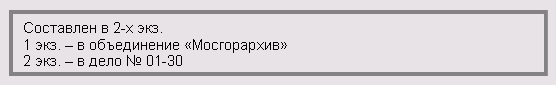 Составлен в 2-х экз.
1 экз. – в объединение «Мосгорархив»
2 экз. – в дело № 01-30